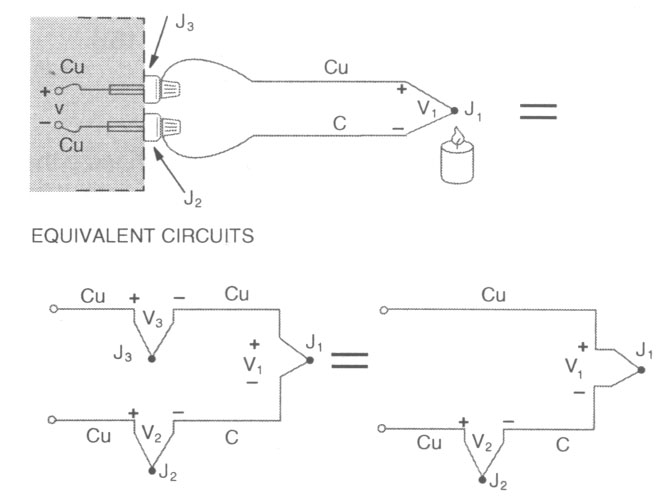 J3
Cu
Cu
+
+
V
V1
J1
=
−
C
−
Cu
J2
EQUIVALENT CIRCUITS
Cu + − Cu
Cu
V3
J3
+
V1
−
J1
=
+
V1
−
J1
+ −
Cu V2 C
J2
+ −
Cu V2 C
J2